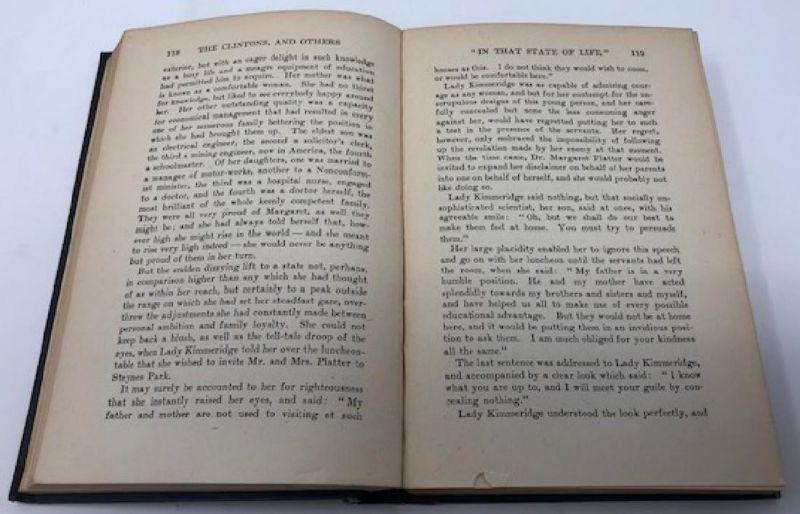 118 THE CLINTONS, AND OTHERS
exterior, but with an eager delight in such knowledge
as a busy life and a meagre equipment of education
had permitted him to acquire. Her mother was what
is known as a comfortable woman. She had no thirst
for knowledge, but liked to see everybody happy around
her. Her other outstanding quality was a capacity
for economical management that had resulted in every
one of her numerous family bettering the position in
which she had brought them up. The eldest son was
an electrical engineer, the second a solicitor's clerk,
the third a mining engineer, now in America, the fourth
a schoolmaster. Of her daughters, one was married to
a manager of motor-works, another to a Nonconform-
ist minister, the third was a hospital nurse, engaged
to a doctor, and the fourth was a doctor herself, the
most brilliant of the whole keenly competent family.
They were all very proud of Margaret, as well they
might be; and she had always told herself that, how-
ever high she might rise in the world — and she meant
to rise very high indeed — she would never be anything
but proud of them in her turn.
But the sudden dizzying lift to a state not, perhaps,
in comparison higher than any which she had thought
of as within her reach, but certainly to a peak outside
the range on which she had set her steadfast gaze, over-
threw the adjustments she had constantly made between
personal ambition and family loyalty. She could not
keep back a blush, as well as the tell-tale droop of the
eyes, when Lady Kimmeridge told her over the luncheon-
table that she wished to invite Mr. and Mrs. Platter to
Steynes Park.
It may surely be accounted to her for righteousness
that she instantly raised her eyes, and said: "My
father and mother are not used to visiting at such
"IN THAT STATE OF LIFE" 119
houses as this. I do not think they would wish to come,
or would be comfortable here."
Lady Kimmeridge was as capable of admiring cour-
age as any woman, and but for her contempt for the un-
scrupulous designs of this young person, and her care-
fully concealed but none the less consuming anger
against her, would have regretted putting her to such
a test in the presence of the servants. Her regret,
however, only embraced the impossibility of following
up the revelation made by her enemy at that moment.
When the time came, Dr. Margaret Platter would be
invited to expand her disclaimer on behalf of her parents
into one on behalf of herself, and she would probably not
like doing so.
Lady Kimmeridge said nothing, but that socially un-
sophisticated scientist, her son, said at once, with his
agreeable smile: "Oh, but we shall do our best to
make them feel at home. You must try to persuade
them."
Her large placidity enabled her to ignore this speech
and go on with her luncheon until the servants had left
the room, when she said: "My father is in a very
humble position. He and my mother have acted
splendidly towards my brothers and sisters and myself,
and have helped us all to make use of every possible
educational advantage. But they would not be at home
here, and it would be putting them in an invidious posi-
tion to ask them. I am much obliged for your kindness
all the same."
The last sentence was addressed to Lady Kimmeridge,
and accompanied by a clear look which said: "I know
what you are up to, and I will meet your guile by con-
cealing nothing."
Lady Kimmeridge understood the look perfectly, and